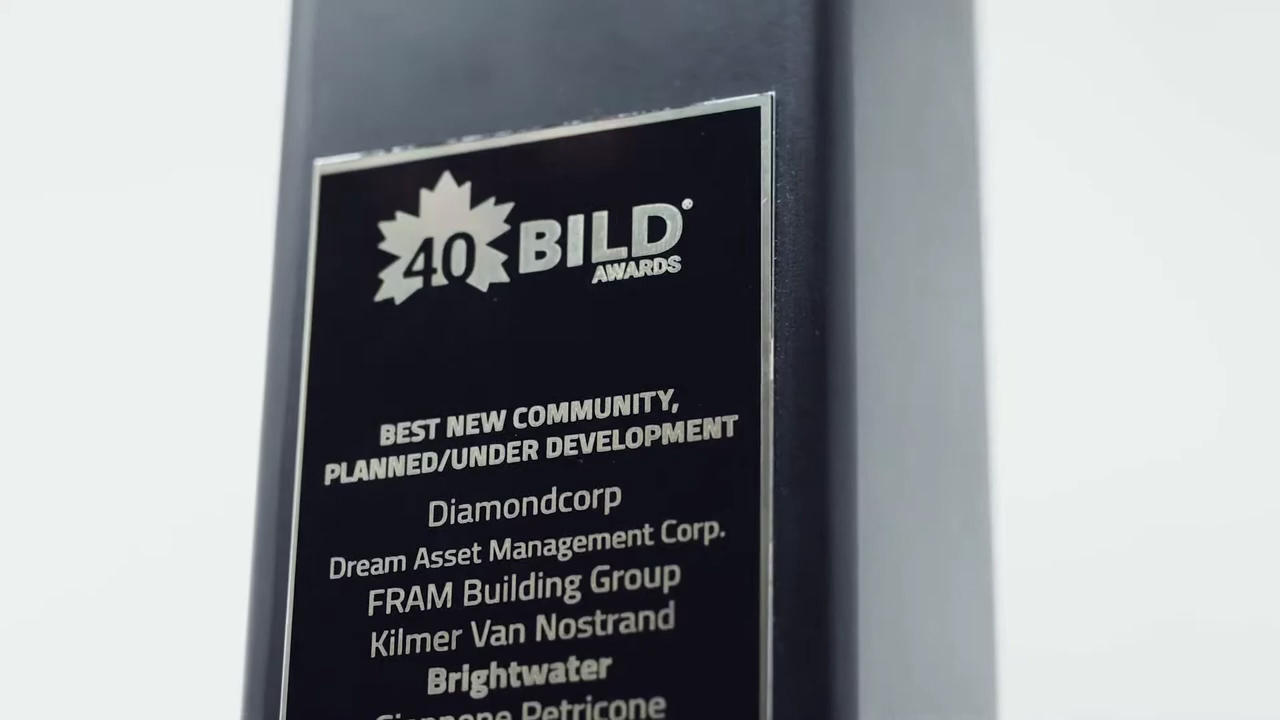 40 BILD®
AWARDS
BEST NEW COMMUNITY,
PLANNED/UNDER DEVELOPMENT
Diamondcorp
Dream Asset Management Corp.
FRAM Building Group
Kilmer Van Nostrand
Brightwater
Petricone